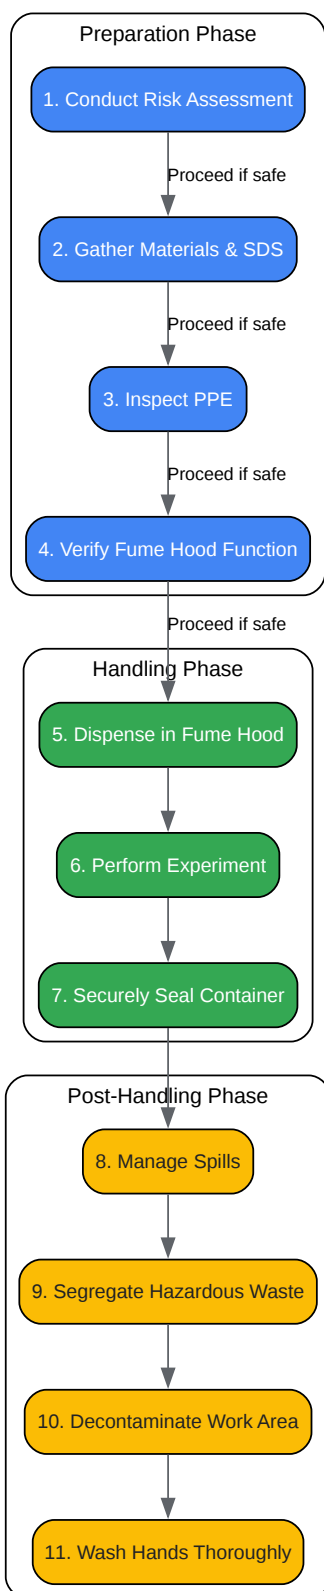 Preparation Phase
1. Conduct Risk Assessment
Proceed if safe
2. Gather Materials & SDS
Proceed if safe
3. Inspect PPE
Proceed if safe
4. Verify Fume Hood Function
Proceed if safe
Handling Phase
5. Dispense in Fume Hood
6. Perform Experiment
7. Securely Seal Container
Post-Handling Phase
8. Manage Spills
9. Segregate Hazardous Waste
10. Decontaminate Work Area
11. Wash Hands Thoroughly